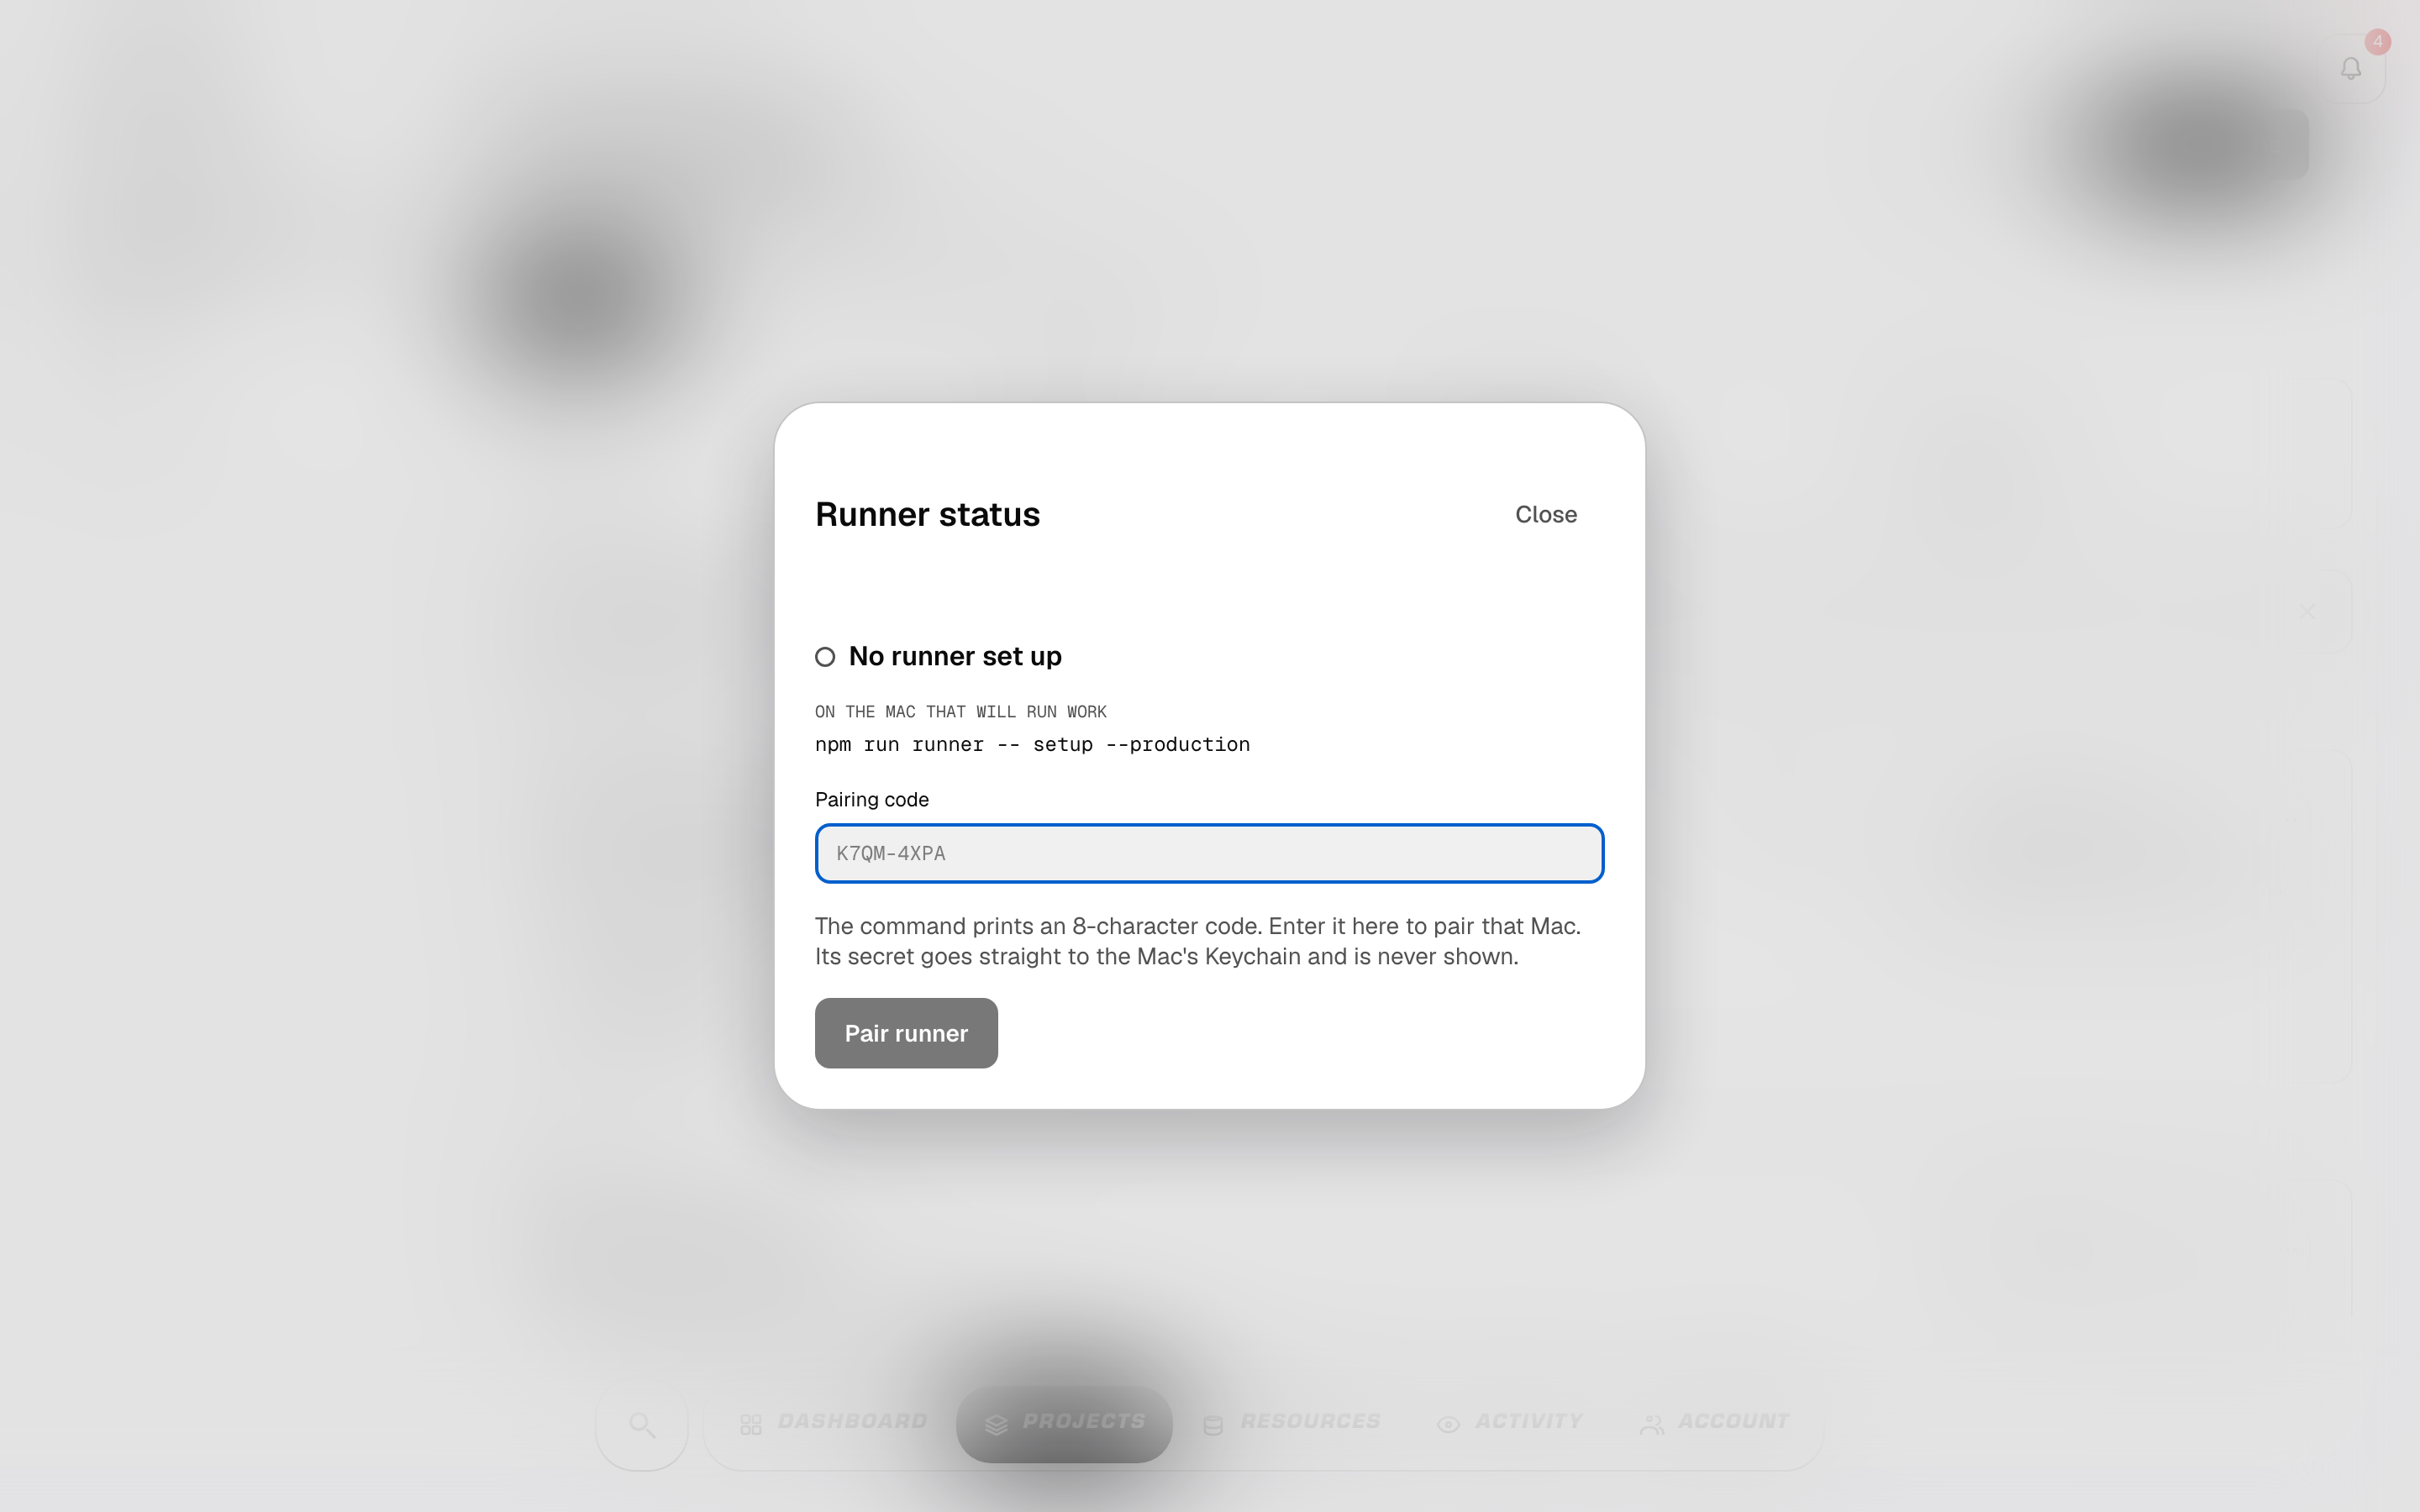 4
Runner status
Close
No runner set up
ON THE MAC THAT WILL RUN WORK
npm run runner -- setup --production
Pairing code
K7QM-4XPA
The command prints an 8-character code. Enter it here to pair that Mac.
Its secret goes straight to the Mac's Keychain and is never shown.
Pair runner
DASHBOARD
PROJECTS
RESOURCES
ACTIVITY
ACCOUNT